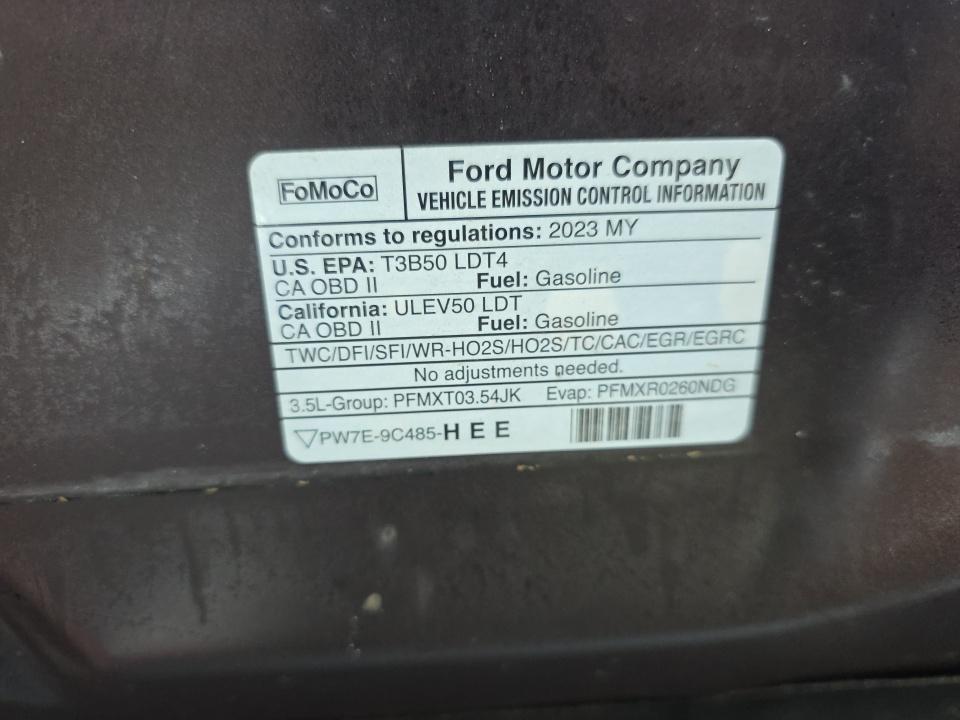 FoMoCo
Ford Motor Company
VEHICLE EMISSION CONTROL INFORMATION
Conforms to regulations: 2023 MY
U.S. EPA: T3B50 LDT4
CA OBD II Fuel: Gasoline
California: ULEV50 LDT
CA OBD II Fuel: Gasoline
TWC/DFI/SFI/WR-HO2S/HO2S/TC/CAC/EGR/EGRC
No adjustments needed.
3.5L-Group: PFMXT03.54JK Evap: PFMXR0260NDG
PW7E-9C485-HEE